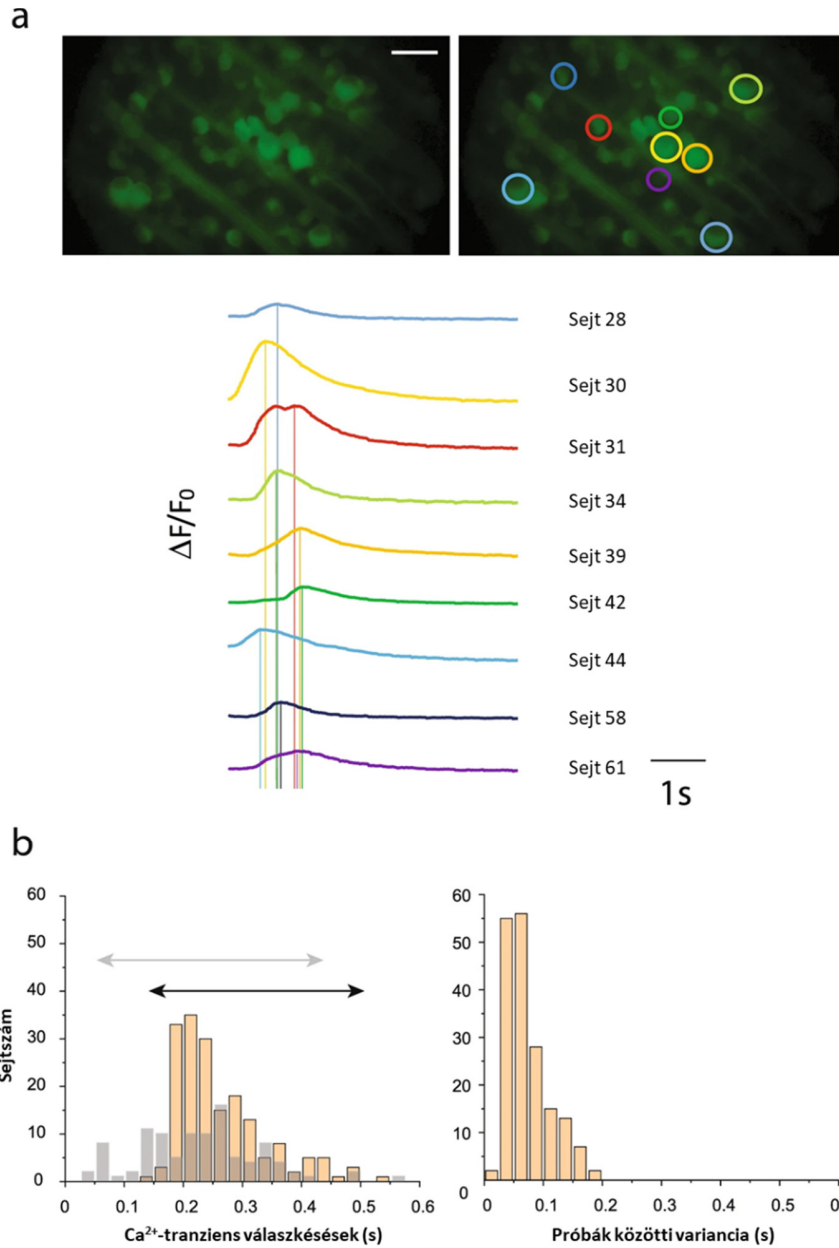 a
Sejt 28
Sejt 30
Sejt 31
Sejt 34
Sejt 39
Sejt 42
Sejt 44
Sejt 58
Sejt 61
ΔF/F0
1s
b
60
50
40
30
20
10
0
Sejtszám
0 0.1 0.2 0.3 0.4 0.5 0.6
Ca2+-tranziens válaszkésések (s)
60
50
40
30
20
10
0
0 0.1 0.2 0.3 0.4 0.5 0
Próbák közötti variancia (s)